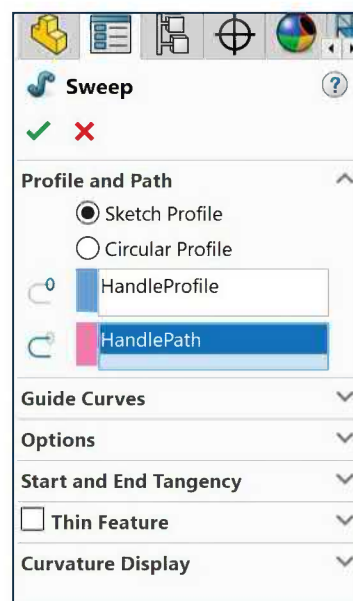 Sweep
?
Profile and Path
Sketch Profile
Circular Profile
HandleProfile
HandlePath
Guide Curves
Options
Start and End Tangency
Thin Feature
Curvature Display